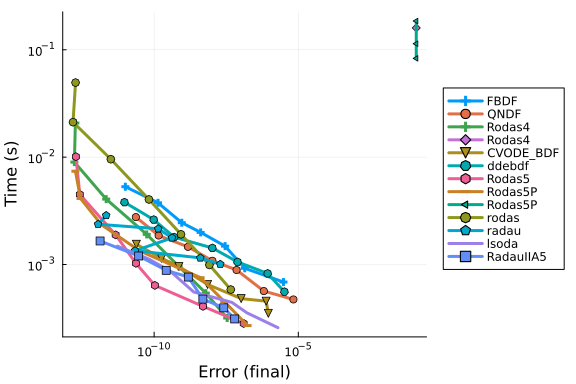 10⁻¹
10⁻²
10⁻³
Time (s)
10⁻¹⁰
10⁻⁵
Error (final)
FBDF
QNDF
Rodas4
Rodas4
CVODE_BDF
ddebdf
Rodas5
Rodas5P
Rodas5P
rodas
radau
lsoda
RadauIIA5